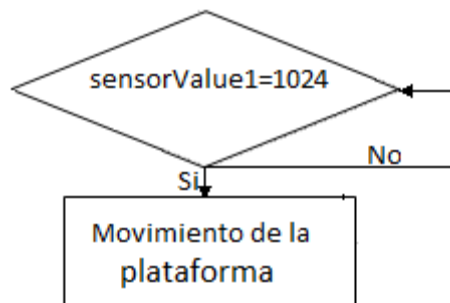 sensorValue1=1024
No
Si
Movimiento de la
plataforma